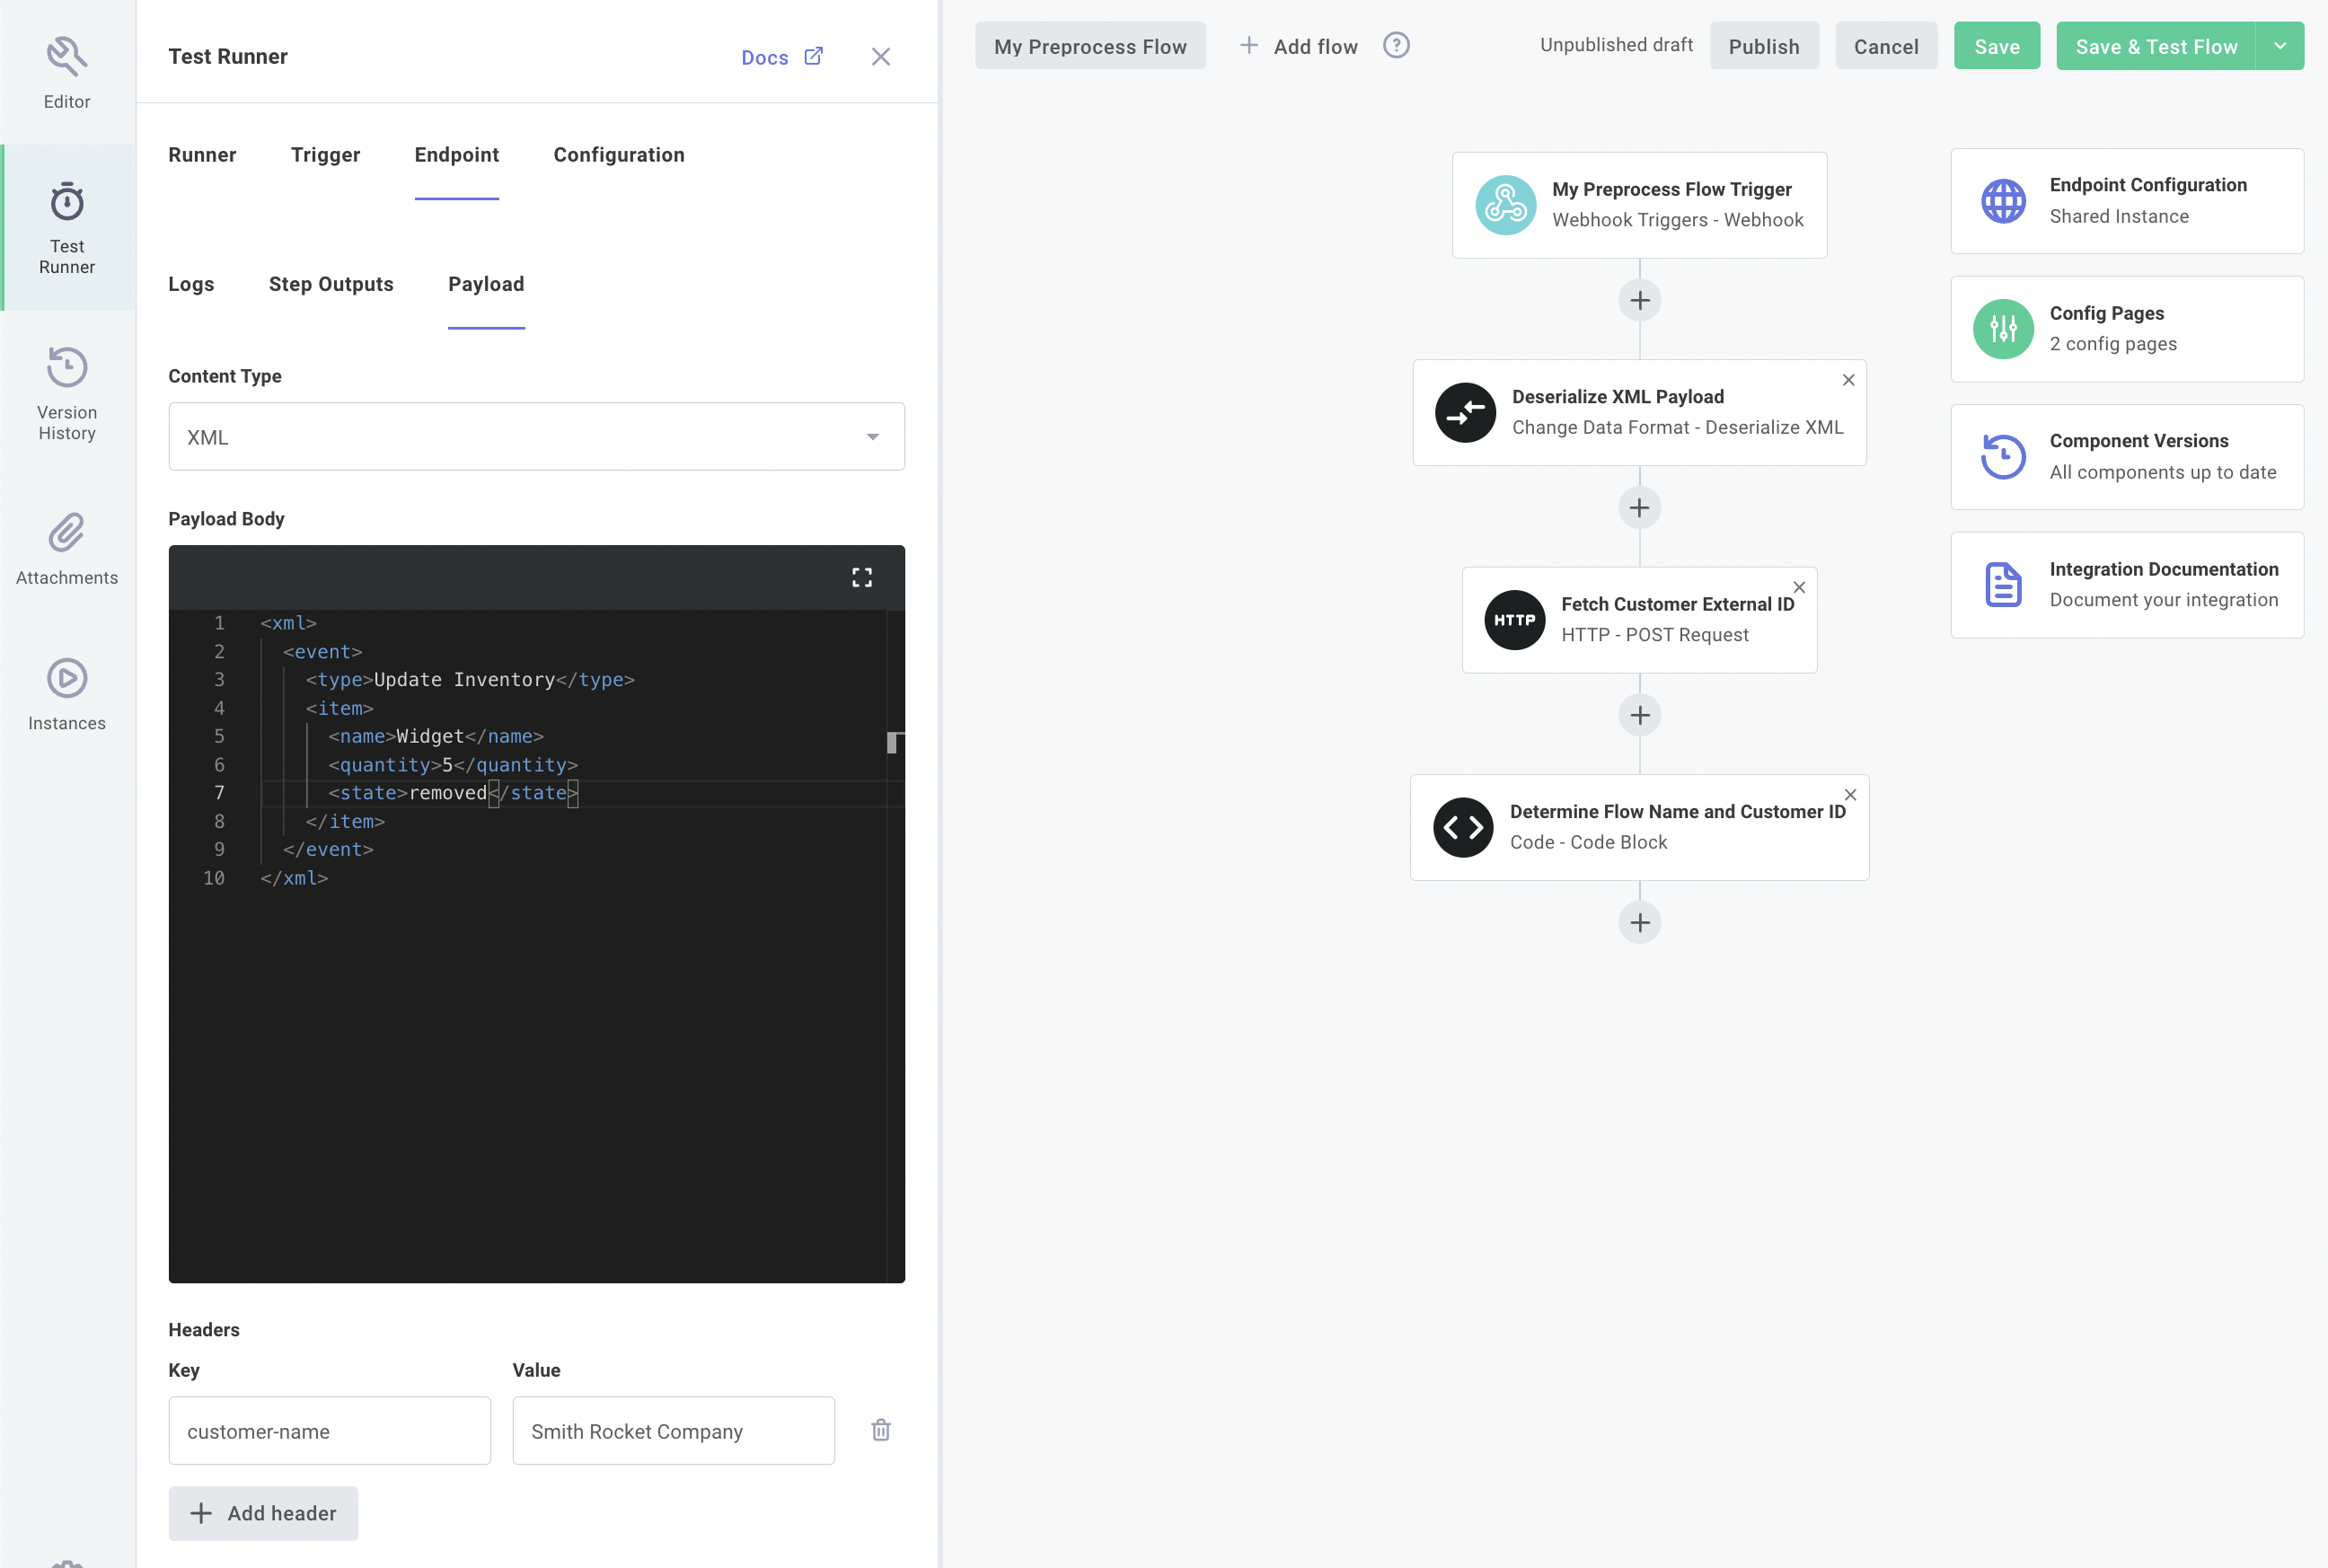 Editor
Test
Runner
Version
History
Attachments
Instances
Test Runner
Docs
Runner
Trigger
Endpoint
Configuration
Logs
Step Outputs
Payload
Content Type
XML
Payload Body
1 <xml>
2 <event>
3 <type>Update Inventory</type>
4 <item>
5 <name>Widget</name>
6 <quantity>5</quantity>
7 <state>removed</state>
8 </item>
9 </event>
10 </xml>
Headers
Key
Value
customer-name
Smith Rocket Company
Add header
My Preprocess Flow
Add flow
?
Unpublished draft
Publish
Cancel
Save
Save & Test Flow
My Preprocess Flow Trigger
Webhook Triggers - Webhook
Deserialize XML Payload
Change Data Format - Deserialize XML
HTTP
Fetch Customer External ID
HTTP - POST Request
Determine Flow Name and Customer ID
Code - Code Block
Endpoint Configuration
Shared Instance
Config Pages
2 config pages
Component Versions
All components up to date
Integration Documentation
Document your integration